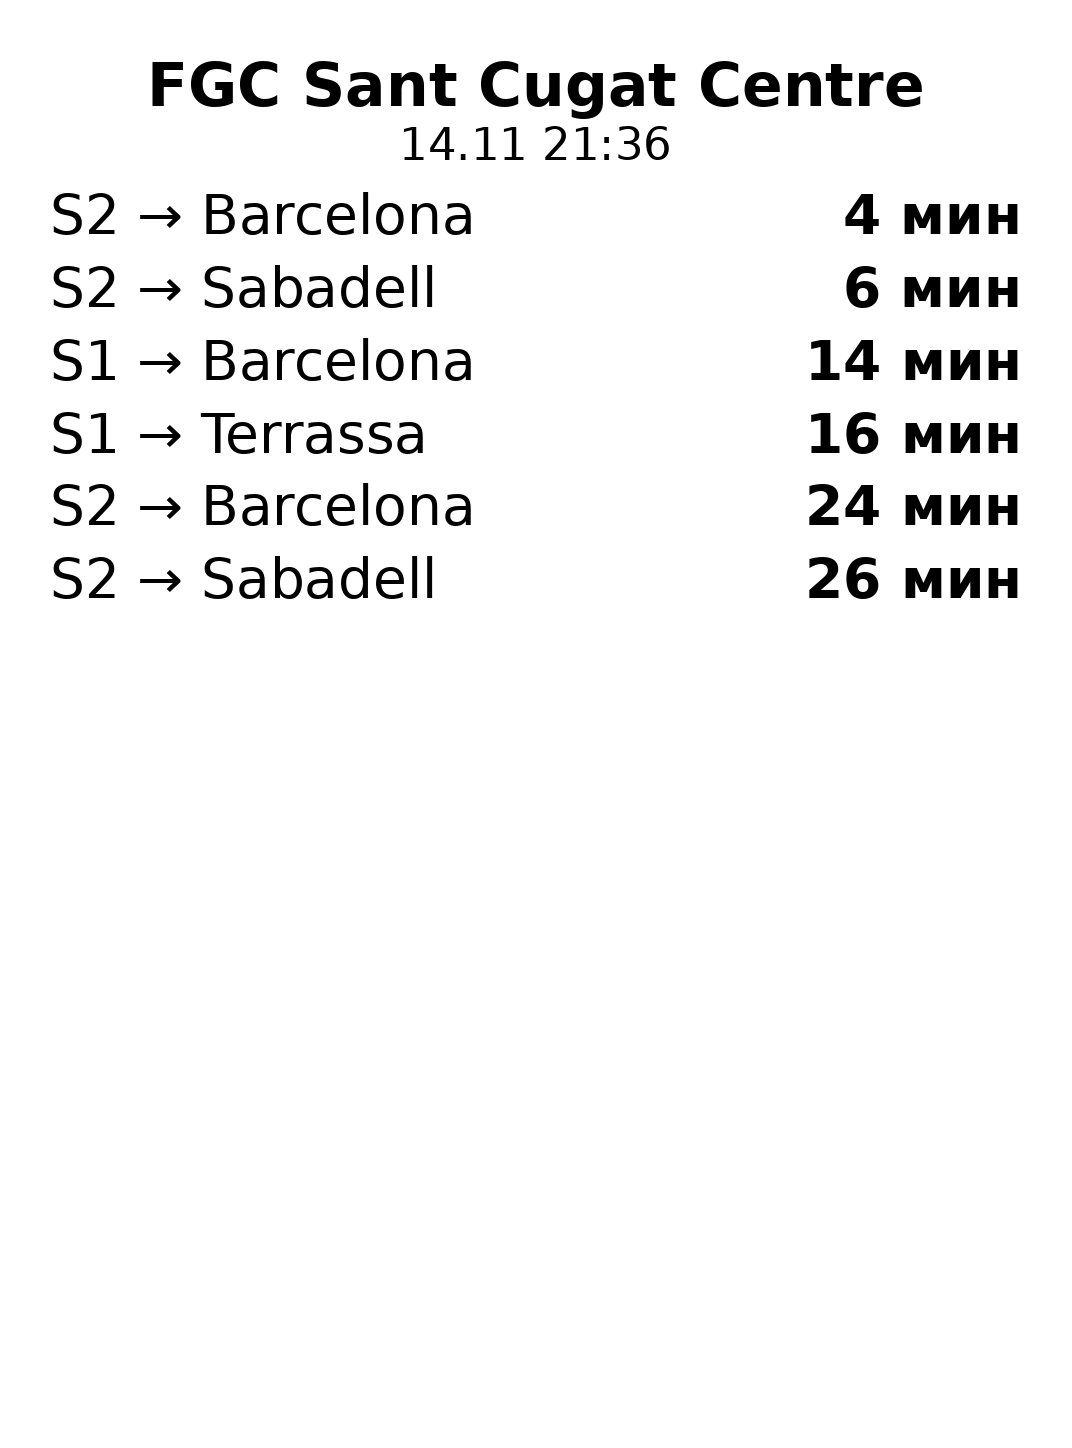 FGC Sant Cugat Centre
14.11 21:36
S2 → Barcelona 4 мин
S2 → Sabadell 6 мин
S1 → Barcelona 14 мин
S1 → Terrassa 16 мин
S2 → Barcelona 24 мин
S2 → Sabadell 26 мин